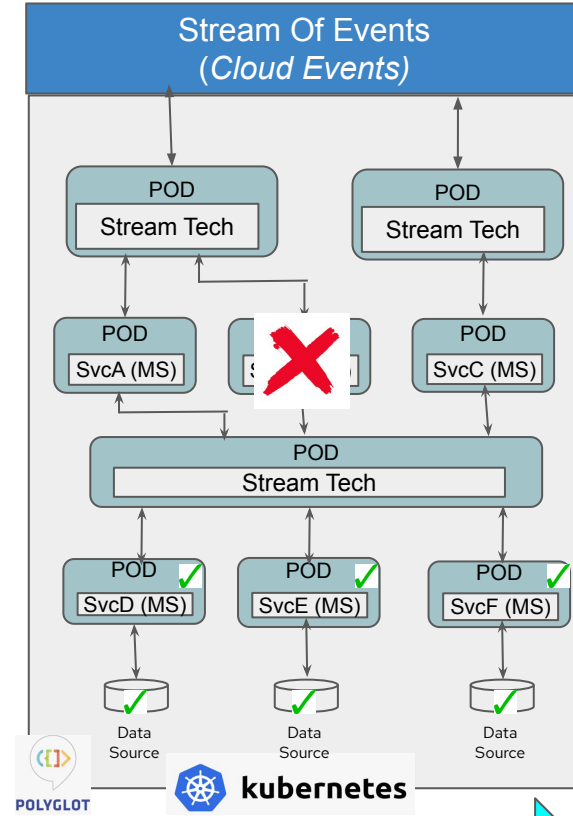 Stream Of Events
(Cloud Events)
POD
Stream Tech
POD
Stream Tech
POD
SvcA (MS)
POD
SvcC (MS)
POD
Stream Tech
POD
SvcD (MS)
POD
SvcE (MS)
POD
SvcF (MS)
Data
Source
Data
Source
Data
Source
POLYGLOT
kubernetes